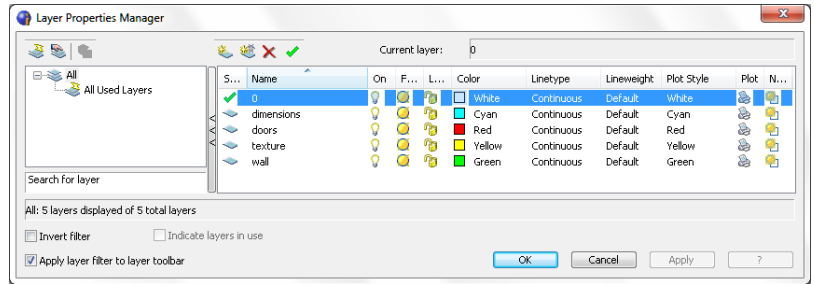 Layer Properties Manager
Current layer: 0
All
All Used Layers
S... Name On F... L... Color Linetype Lineweight Plot Style Plot N...
0 White Continuous Default White
dimensions Cyan Continuous Default Cyan
doors Red Continuous Default Red
texture Yellow Continuous Default Yellow
wall Green Continuous Default Green
Search for layer
All: 5 layers displayed of 5 total layers
Invert filter Indicate layers in use
Apply layer filter to layer toolbar
OK Cancel Apply ?